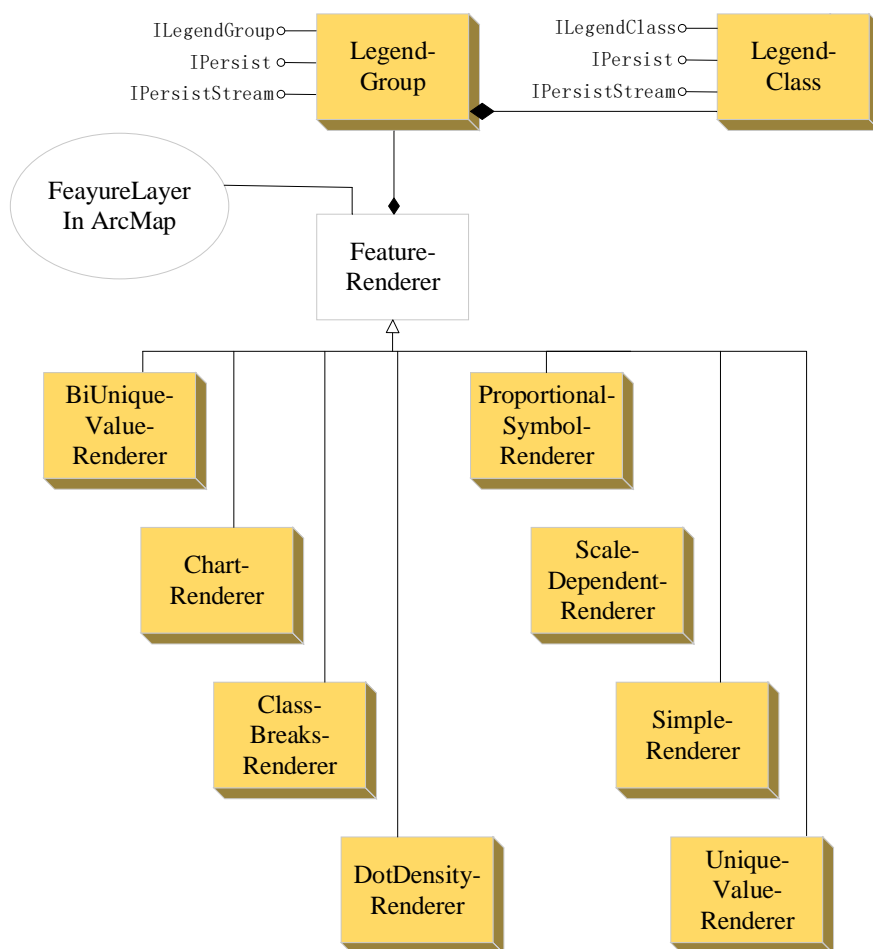 ILegendGroup
IPersist
IPersistStream
Legend-
Group
ILegendClass
IPersist
IPersistStream
Legend-
Class
FeayureLayer
In ArcMap
Feature-
Renderer
BiUnique-
Value-
Renderer
Proportional-
Symbol-
Renderer
Chart-
Renderer
Scale-
Dependent-
Renderer
Class-
Breaks-
Renderer
Simple-
Renderer
DotDensity-
Renderer
Unique-
Value-
Renderer